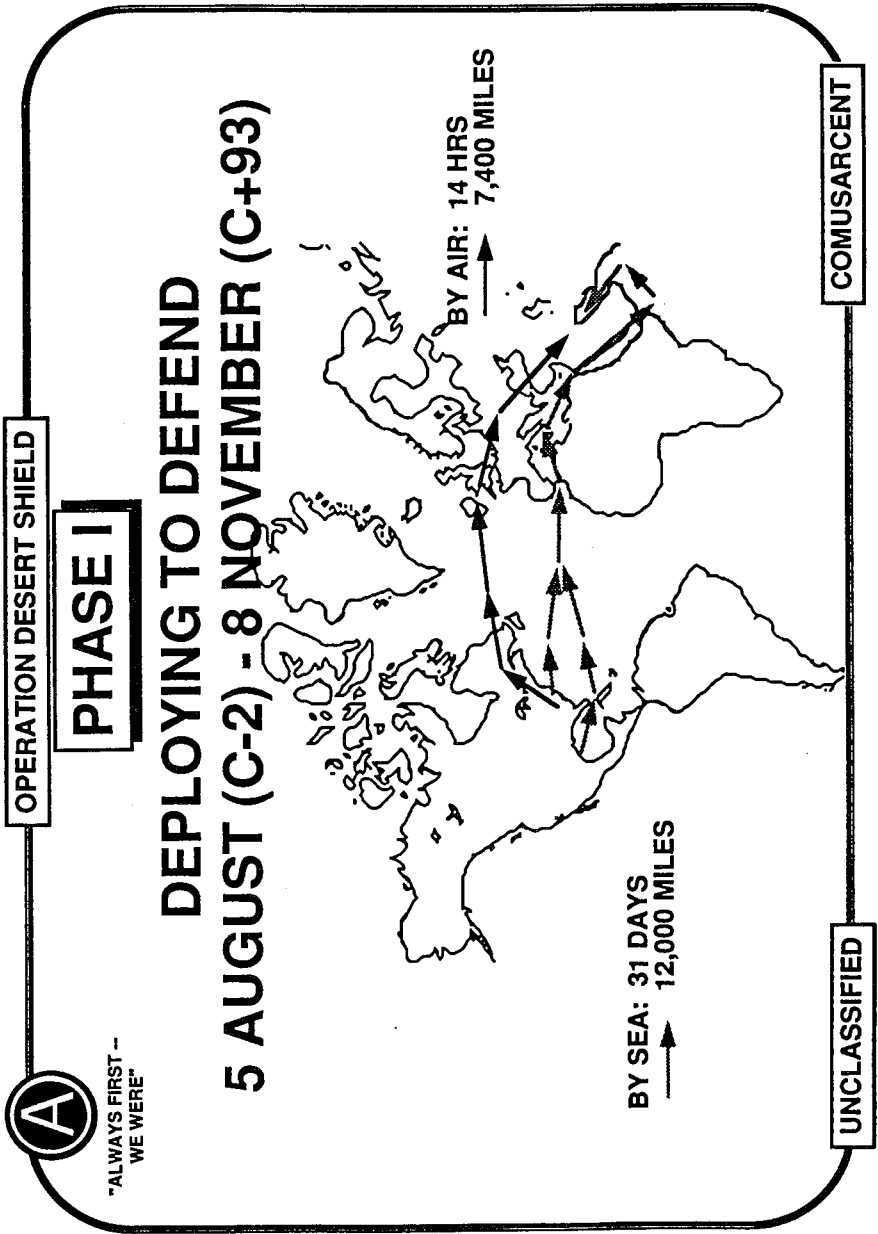 OPERATION DESERT SHIELD
A
"ALWAYS FIRST --
WE WERE"
PHASE I
DEPLOYING TO DEFEND
5 AUGUST (C-2) - 8 NOVEMBER (C+93)
BY AIR: 14 HRS
7,400 MILES
BY SEA: 31 DAYS
12,000 MILES
UNCLASSIFIED
COMUSARCENT